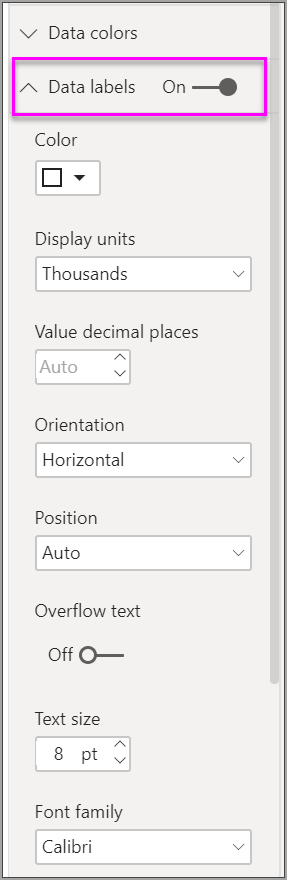 Data colors
Data labels On
Color
Display units
Thousands
Value decimal places
Auto
Orientation
Horizontal
Position
Auto
Overflow text
Off
Text size
8 pt
Font family
Calibri